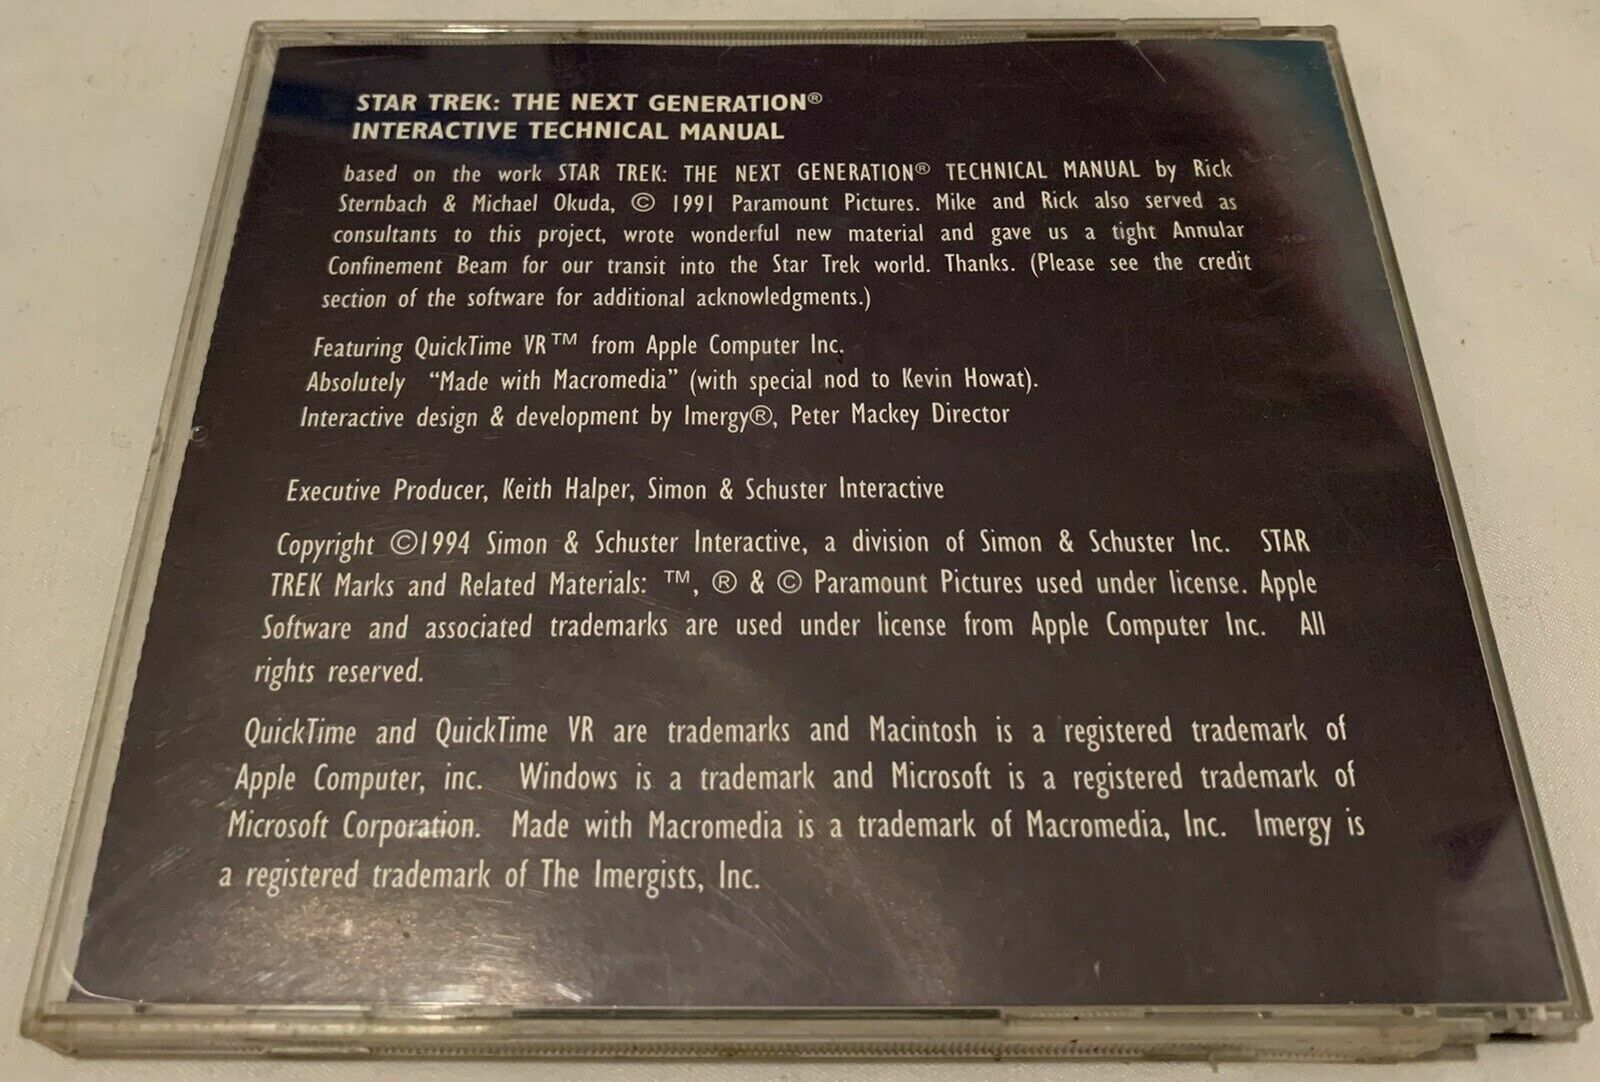 STAR TREK: THE NEXT GENERATION®
INTERACTIVE TECHNICAL MANUAL
based on the work STAR TREK: THE NEXT GENERATION® TECHNICAL MANUAL by Rick
Sternbach & Michael Okuda, © 1991 Paramount Pictures. Mike and Rick also served as
consultants to this project, wrote wonderful new material and gave us a tight Annular
Confinement Beam for our transit into the Star Trek world. Thanks. (Please see the credit
section of the software for additional acknowledgments.)
Featuring QuickTime VR™ from Apple Computer Inc.
Absolutely "Made with Macromedia" (with special nod to Kevin Howat).
Interactive design & development by Imergy®, Peter Mackey Director
Executive Producer, Keith Halper, Simon & Schuster Interactive
Copyright ©1994 Simon & Schuster Interactive, a division of Simon & Schuster Inc. STAR
TREK Marks and Related Materials: ™, ® & © Paramount Pictures used under license. Apple
Software and associated trademarks are used under license from Apple Computer Inc. All
rights reserved.
QuickTime and QuickTime VR are trademarks and Macintosh is a registered trademark of
Apple Computer, inc. Windows is a trademark and Microsoft is a registered trademark of
Microsoft Corporation. Made with Macromedia is a trademark of Macromedia, Inc. Imergy is
a registered trademark of The Imergists, Inc.